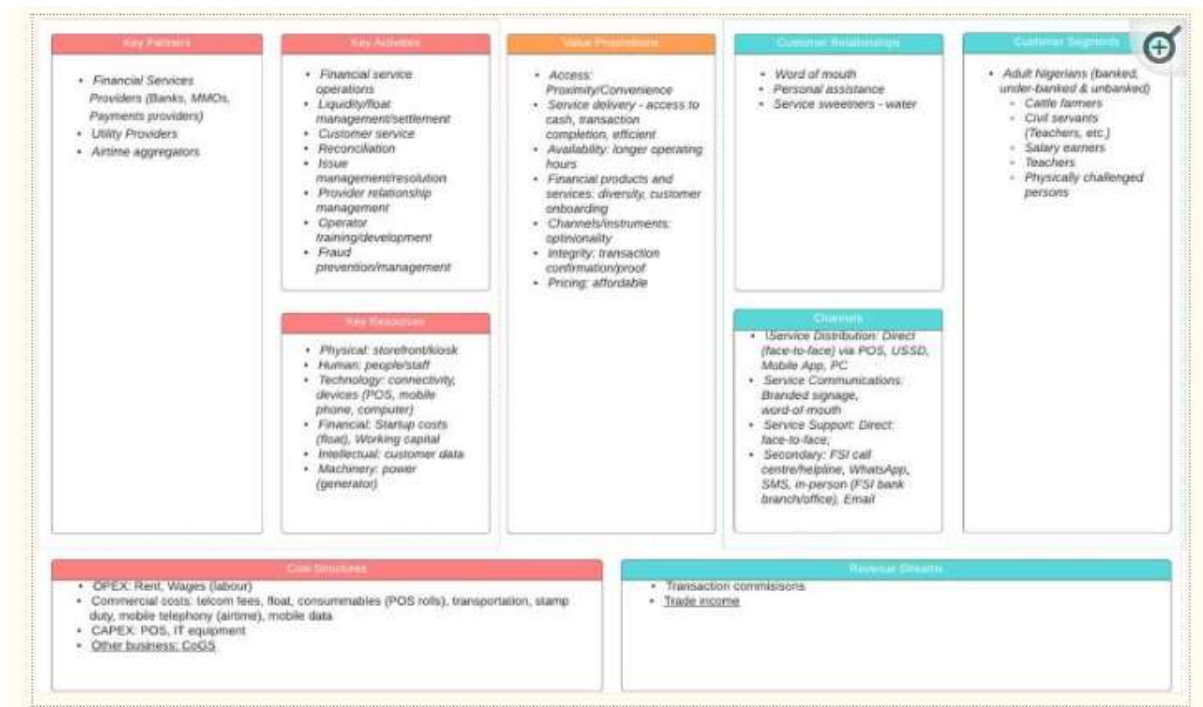 Key Partners
• Financial Services
Providers (Banks, MMOs,
Payments providers)
• Utility Providers
• Airtime aggregators
Key Activities
• Financial service
operations
• Liquidity/float
management/settlement
• Customer service
• Reconciliation
• Issue
management/resolution
• Provider relationship
management
• Operator
training/development
• Fraud
prevention/management
Key Resources
• Physical: storefront/kiosk
• Human: people/staff
• Technology: connectivity,
devices (POS, mobile
phone, computer)
• Financial: Startup costs
(float), Working capital
• Intellectual: customer data
• Machinery: power
(generator)
Value Propositions
• Access:
Proximity/Convenience
• Service delivery - access to
cash, transaction
completion, efficient
• Availability: longer operating
hours
• Financial products and
services: diversity, customer
onboarding
• Channels/instruments:
optinionality
• Integrity: transaction
confirmation/proof
• Pricing: affordable
Customer Relationships
• Word of mouth
• Personal assistance
• Service sweetners - water
Channels
• \Service Distribution: Direct
(face-to-face) via POS, USSD,
Mobile App, PC
• Service Communications:
Branded signage,
word-of-mouth
• Service Support: Direct:
face-to-face;
• Secondary: FSI call
centre/helpline, WhatsApp,
SMS, in-person (FSI bank
branch/office), Email
Customer Segments
• Adult Nigerians (banked,
under-banked & unbanked)
◦ Cattle farmers
◦ Civil servants
(Teachers, etc.)
◦ Salary earners
◦ Teachers
◦ Physically challenged
persons
Cost Structures
• OPEX: Rent, Wages (labour)
• Commercial costs: telcom fees, float, consummables (POS rolls), transportation, stamp
duty, mobile telephony (airtime), mobile data
• CAPEX: POS, IT equipment
• Other business: CoGS
Revenue Streams
• Transaction commisisons
• Trade income